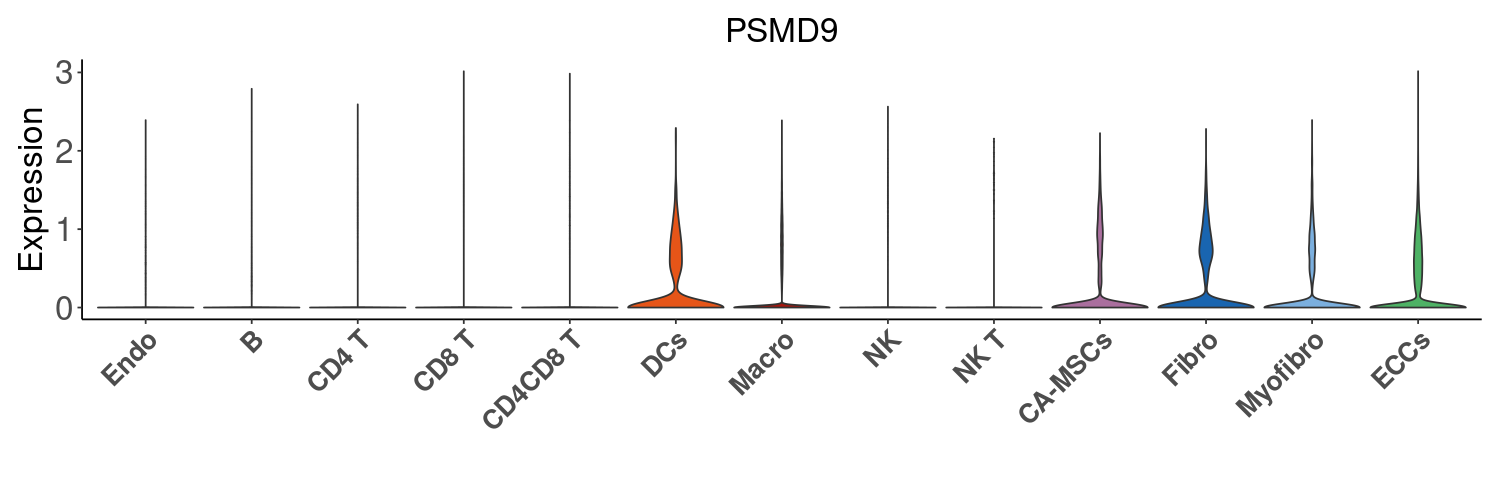 PSMD9
Expression
3
2
1
0
Endo
B
CD4 T
CD8 T
CD4CD8 T
DCs
Macro
NK
NK T
CA-MSCs
Fibro
Myofibro
ECCs